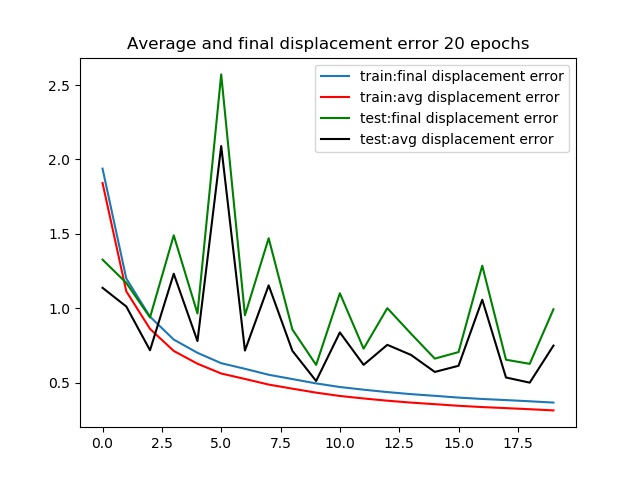 Average and final displacement error 20 epochs
train:final displacement error
train:avg displacement error
test:final displacement error
test:avg displacement error
2.5
2.0
1.5
1.0
0.5
0.0 2.5 5.0 7.5 10.0 12.5 15.0 17.5